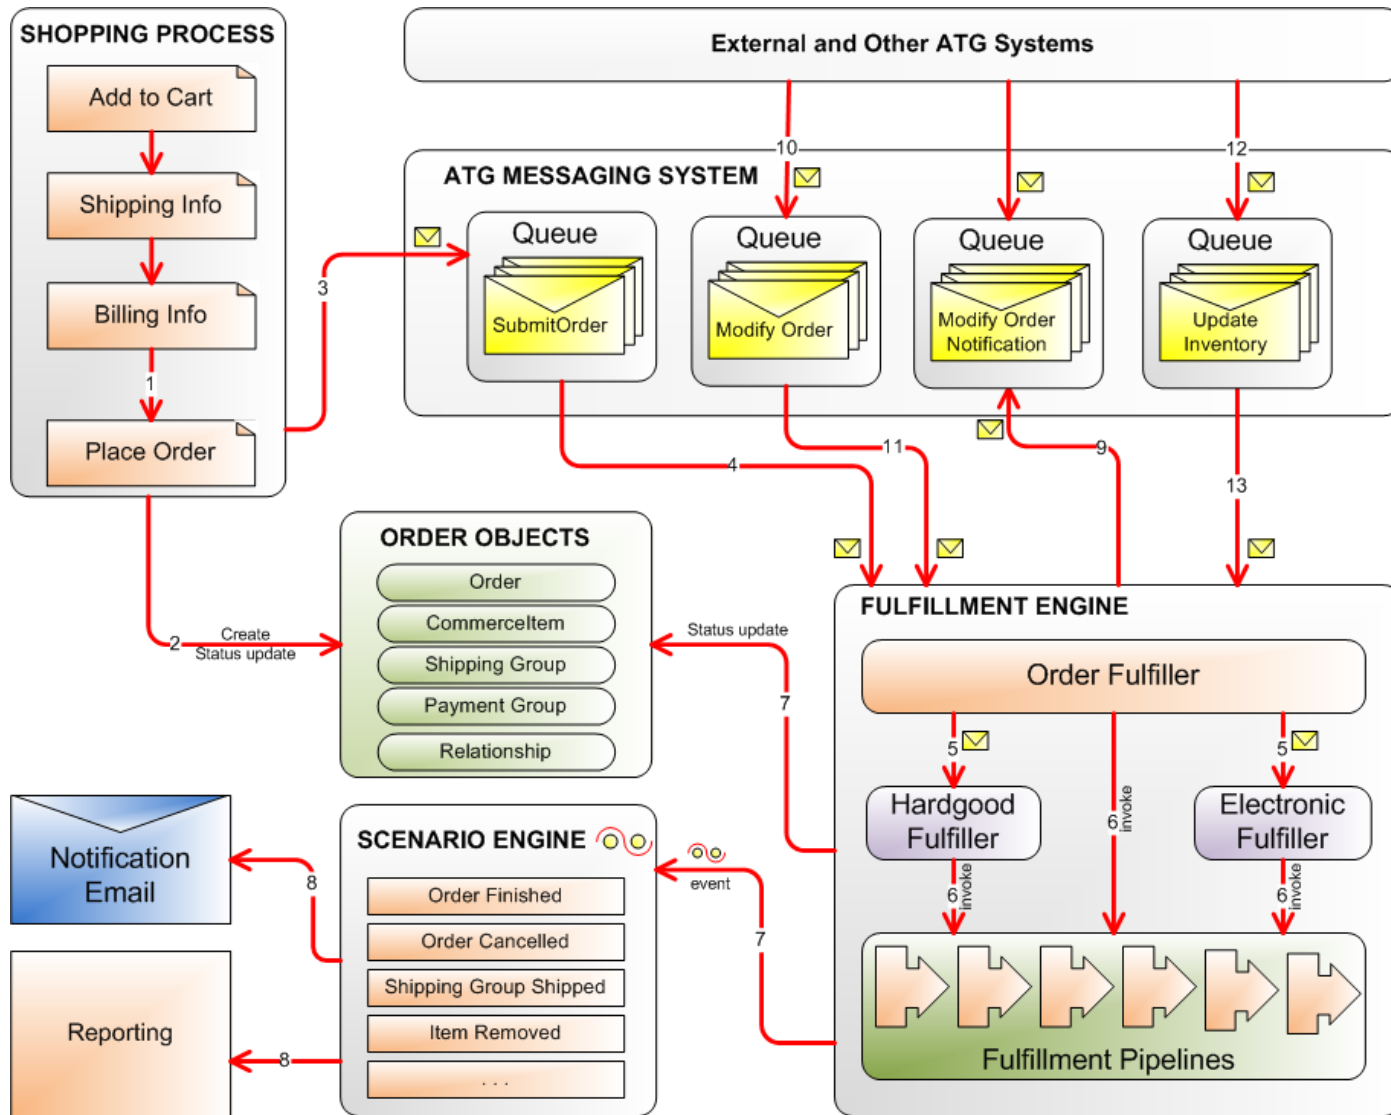 SHOPPING PROCESS
Add to Cart
Shipping Info
Billing Info
1
Place Order
3
2
Create
Status update
External and Other ATG Systems
10
12
ATG MESSAGING SYSTEM
Queue
SubmitOrder
Queue
Modify Order
Queue
Modify Order
Notification
Queue
Update
Inventory
4
11
9
13
ORDER OBJECTS
Order
CommerceItem
Shipping Group
Payment Group
Relationship
Status update
7
FULFILLMENT ENGINE
Order Fulfiller
5
5
Hardgood
Fulfiller
6
invoke
Electronic
Fulfiller
6
invoke
6
invoke
Fulfillment Pipelines
event
7
SCENARIO ENGINE
Order Finished
Order Cancelled
Shipping Group Shipped
Item Removed
. . .
8
8
Notification
Email
Reporting